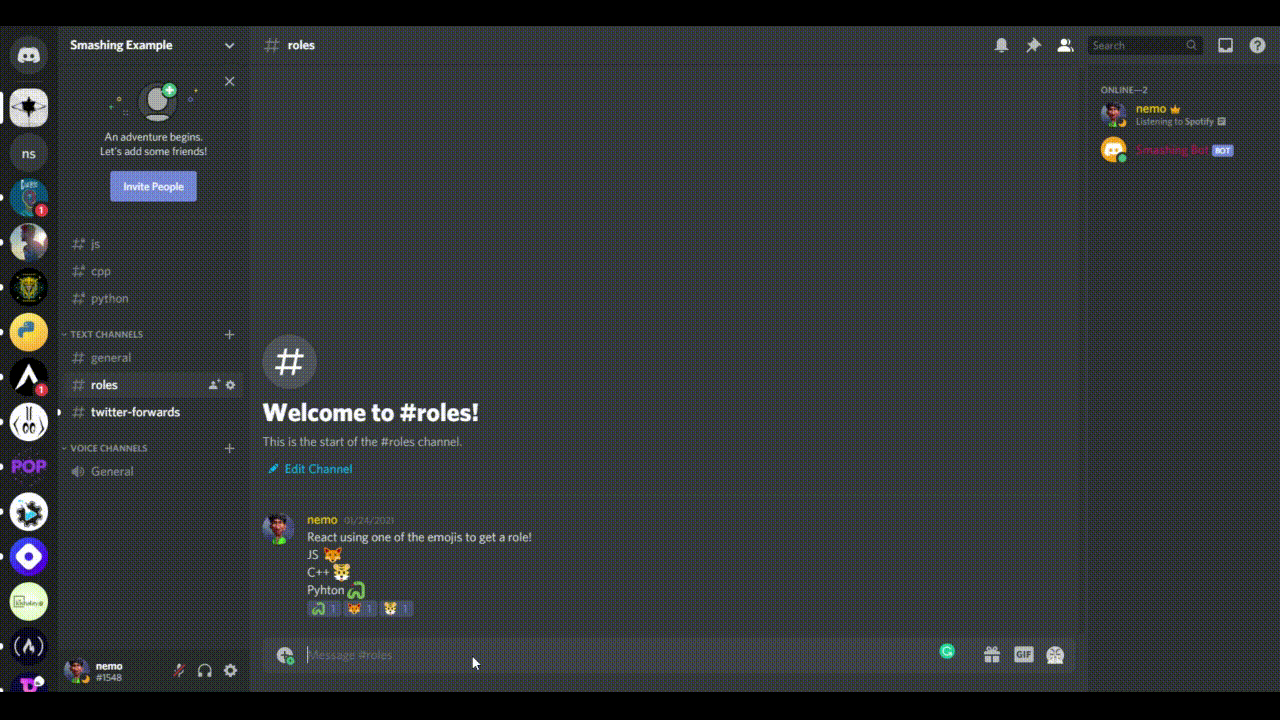 Smashing Example
ns
1
1
POP
An adventure begins.
Let's add some friends!
Invite People
js
cpp
python
TEXT CHANNELS
general
roles
twitter-forwards
VOICE CHANNELS
General
nemo
#1548
roles
Search
Welcome to #roles!
This is the start of the #roles channel.
Edit Channel
nemo 01/24/2021
React using one of the emojis to get a role!
JS
C++
Pyhton
1 1 1
Message #roles
GIF
ONLINE—2
nemo
Listening to Spotify
Smashing Bot BOT